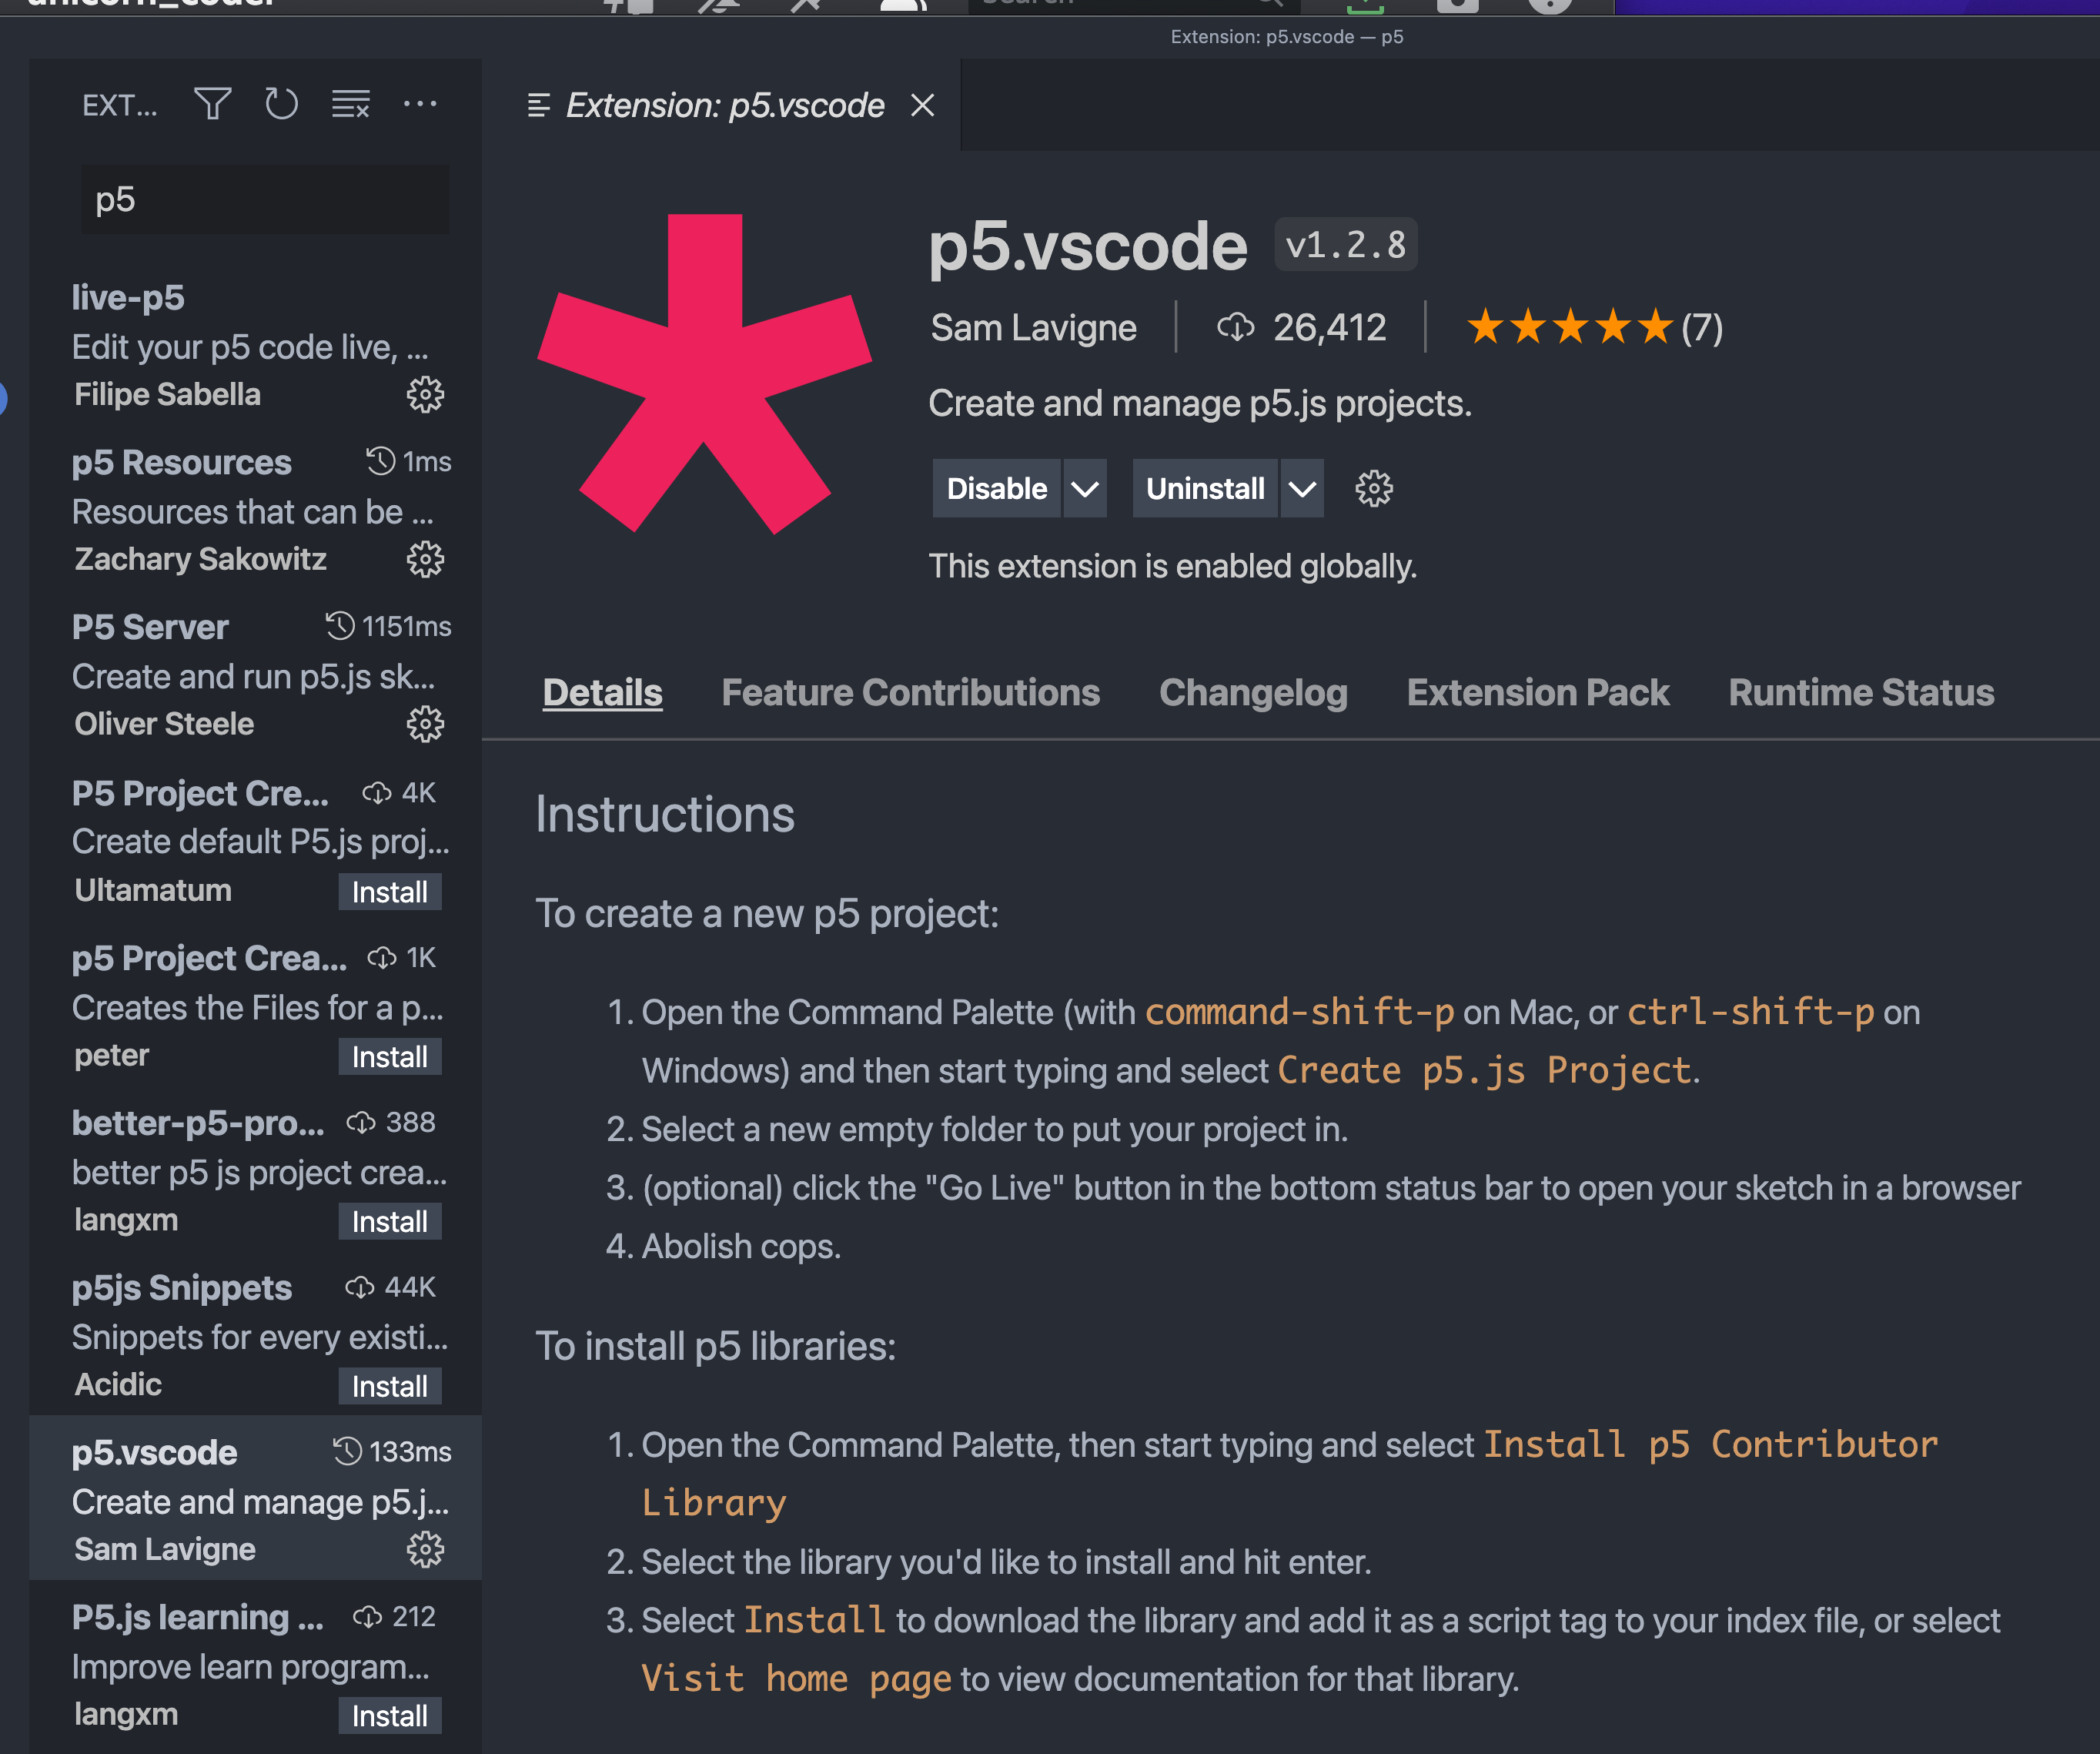 unicorn_coder
Search
Extension: p5.vscode — p5
EXT...
Extension: p5.vscode
p5
live-p5
Edit your p5 code live, ...
Filipe Sabella
p5 Resources 1ms
Resources that can be ...
Zachary Sakowitz
P5 Server 1151ms
Create and run p5.js sk...
Oliver Steele
P5 Project Cre... 4K
Create default P5.js proj...
Ultamatum Install
p5 Project Crea... 1K
Creates the Files for a p...
peter Install
better-p5-pro... 388
better p5 js project crea...
langxm Install
p5js Snippets 44K
Snippets for every existi...
Acidic Install
p5.vscode 133ms
Create and manage p5.j...
Sam Lavigne
P5.js learning ... 212
Improve learn program...
langxm Install
p5.vscode v1.2.8
Sam Lavigne 26,412 (7)
Create and manage p5.js projects.
Disable Uninstall
This extension is enabled globally.
Details Feature Contributions Changelog Extension Pack Runtime Status
Instructions
To create a new p5 project:
1. Open the Command Palette (with command-shift-p on Mac, or ctrl-shift-p on
Windows) and then start typing and select Create p5.js Project.
2. Select a new empty folder to put your project in.
3. (optional) click the "Go Live" button in the bottom status bar to open your sketch in a browser
4. Abolish cops.
To install p5 libraries:
1. Open the Command Palette, then start typing and select Install p5 Contributor
Library
2. Select the library you'd like to install and hit enter.
3. Select Install to download the library and add it as a script tag to your index file, or select
Visit home page to view documentation for that library.